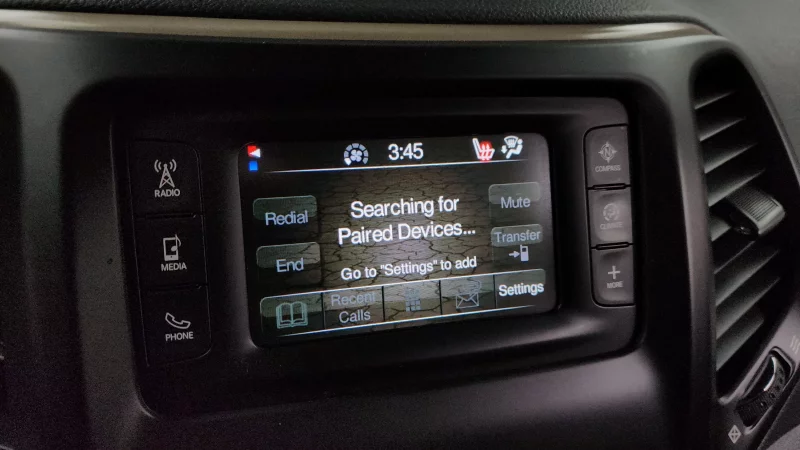 3:45
RADIO
MEDIA
PHONE
Redial
End
Searching for
Paired Devices...
Go to "Settings" to add
Mute
Transfer
Recent
Calls
Settings
N
COMPASS
CLIMATE
+
MORE